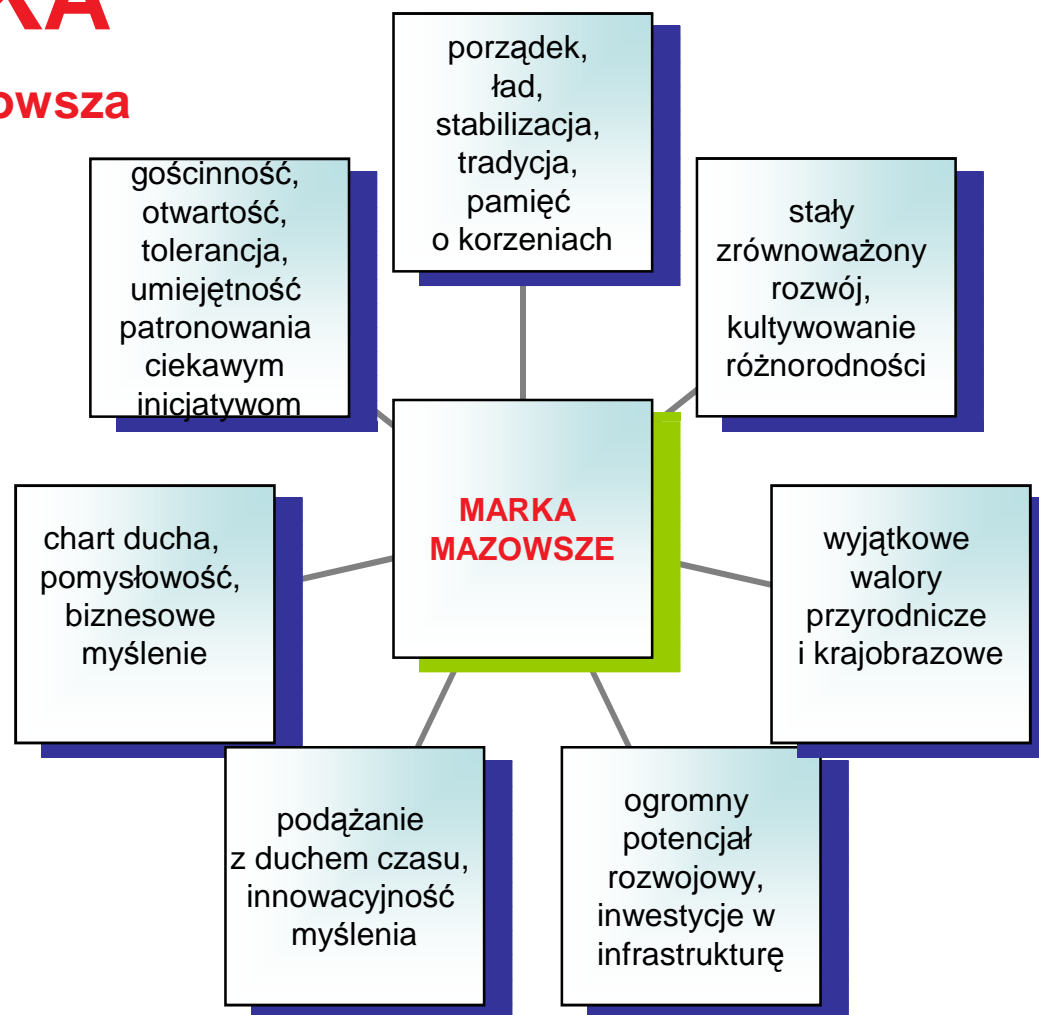 KA
owsza
porządek,
ład,
stabilizacja,
tradycja,
pamięć
o korzeniach
stały
zrównoważony
rozwój,
kultywowanie
różnorodności
wyjątkowe
walory
przyrodnicze
i krajobrazowe
ogromny
potencjał
rozwojowy,
inwestycje w
infrastrukturę
podążanie
z duchem czasu,
innowacyjność
myślenia
chart ducha,
pomysłowość,
biznesowe
myślenie
gościnność,
otwartość,
tolerancja,
umiejętność
patronowania
ciekawym
inicjatywom
MARKA
MAZOWSZE